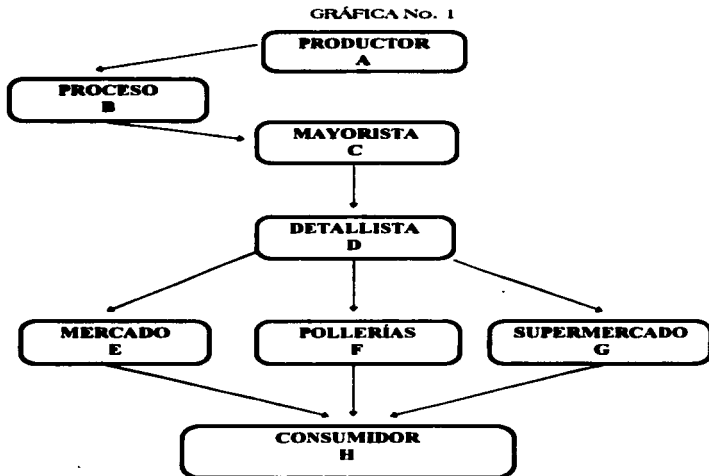 GRÁFICA No. 1
PRODUCTOR
A
PROCESO
B
MAYORISTA
C
DETALLISTA
D
MERCADO
E
POLLERÍAS
F
SUPERMERCADO
G
CONSUMIDOR
H